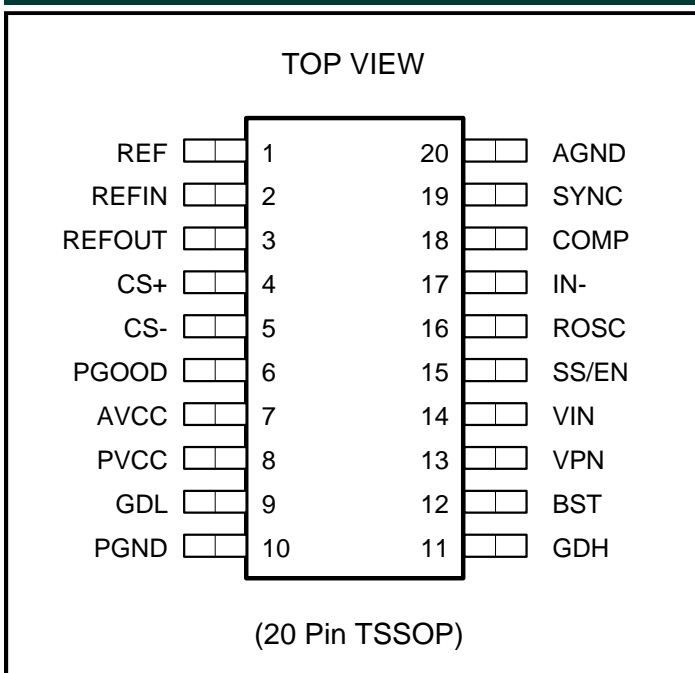 TOP VIEW
REF 1 20 AGND
REFIN 2 19 SYNC
REFOUT 3 18 COMP
CS+ 4 17 IN-
CS- 5 16 ROSC
PGOOD 6 15 SS/EN
AVCC 7 14 VIN
PVCC 8 13 VPN
GDL 9 12 BST
PGND 10 11 GDH
(20 Pin TSSOP)